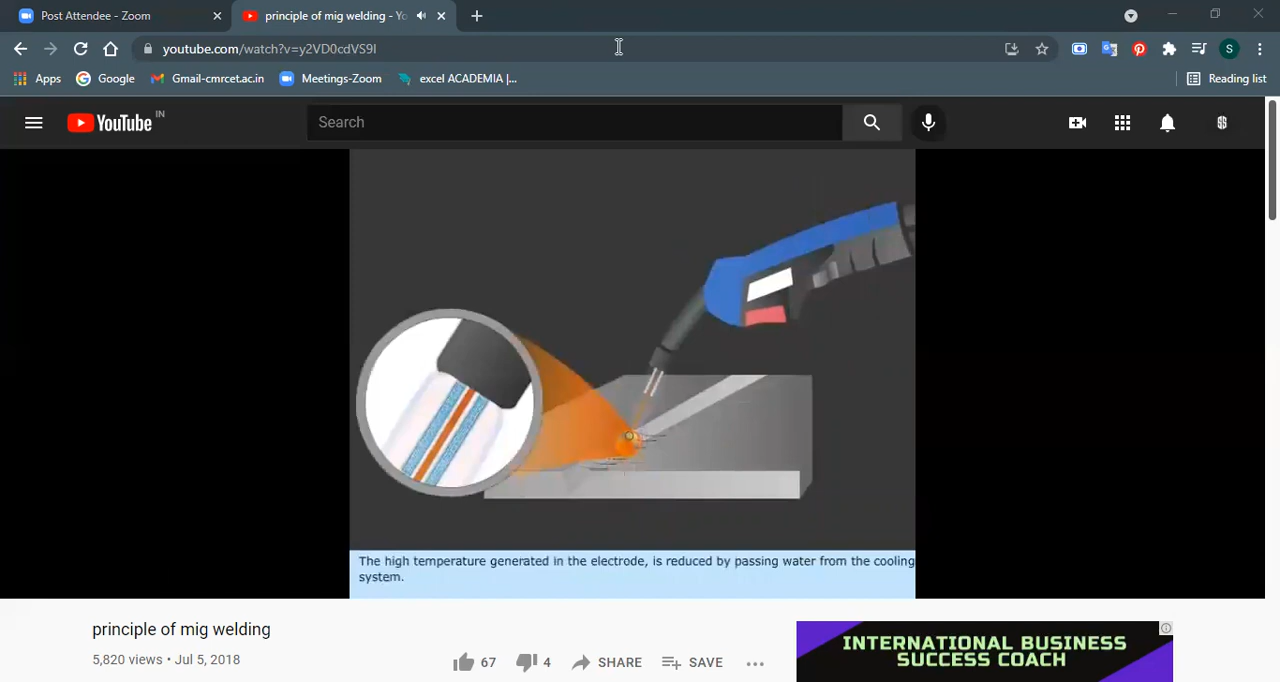 Post Attendee - Zoom
principle of mig welding - Yo
youtube.com/watch?v=y2VD0cdVS9I
S
Apps
Google
Gmail-cmrcet.ac.in
Meetings-Zoom
excel ACADEMIA |...
Reading list
YouTube IN
Search
The high temperature generated in the electrode, is reduced by passing water from the cooling
system.
principle of mig welding
5,820 views • Jul 5, 2018
67
4
SHARE
SAVE
INTERNATIONAL BUSINESS
SUCCESS COACH